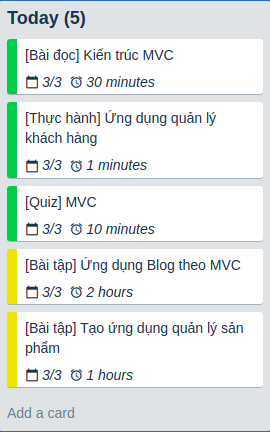 Today (5)
[Bài đọc] Kiến trúc MVC
3/3 30 minutes
[Thực hành] Ứng dụng quản lý
khách hàng
3/3 1 minutes
[Quiz] MVC
3/3 10 minutes
[Bài tập] Ứng dụng Blog theo MVC
3/3 2 hours
[Bài tập] Tạo ứng dụng quản lý sản
phẩm
3/3 1 hours
Add a card